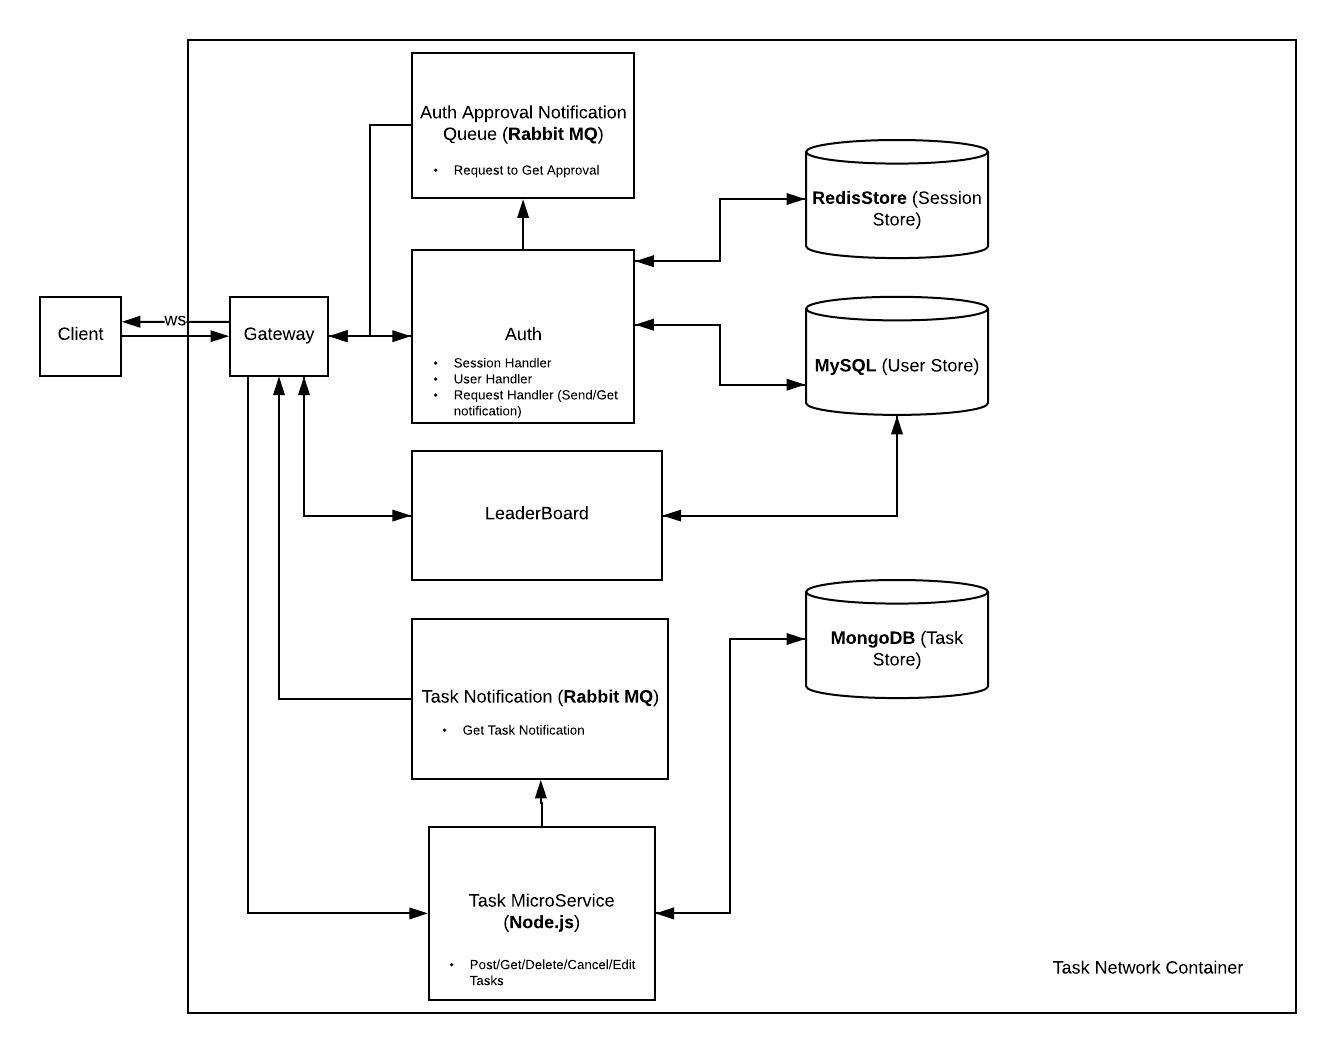 Auth Approval Notification
Queue (Rabbit MQ)
• Request to Get Approval
RedisStore (Session
Store)
Client
ws
Gateway
Auth
• Session Handler
• User Handler
• Request Handler (Send/Get
notification)
MySQL (User Store)
LeaderBoard
MongoDB (Task
Store)
Task Notification (Rabbit MQ)
• Get Task Notification
Task MicroService
(Node.js)
• Post/Get/Delete/Cancel/Edit
Tasks
Task Network Container